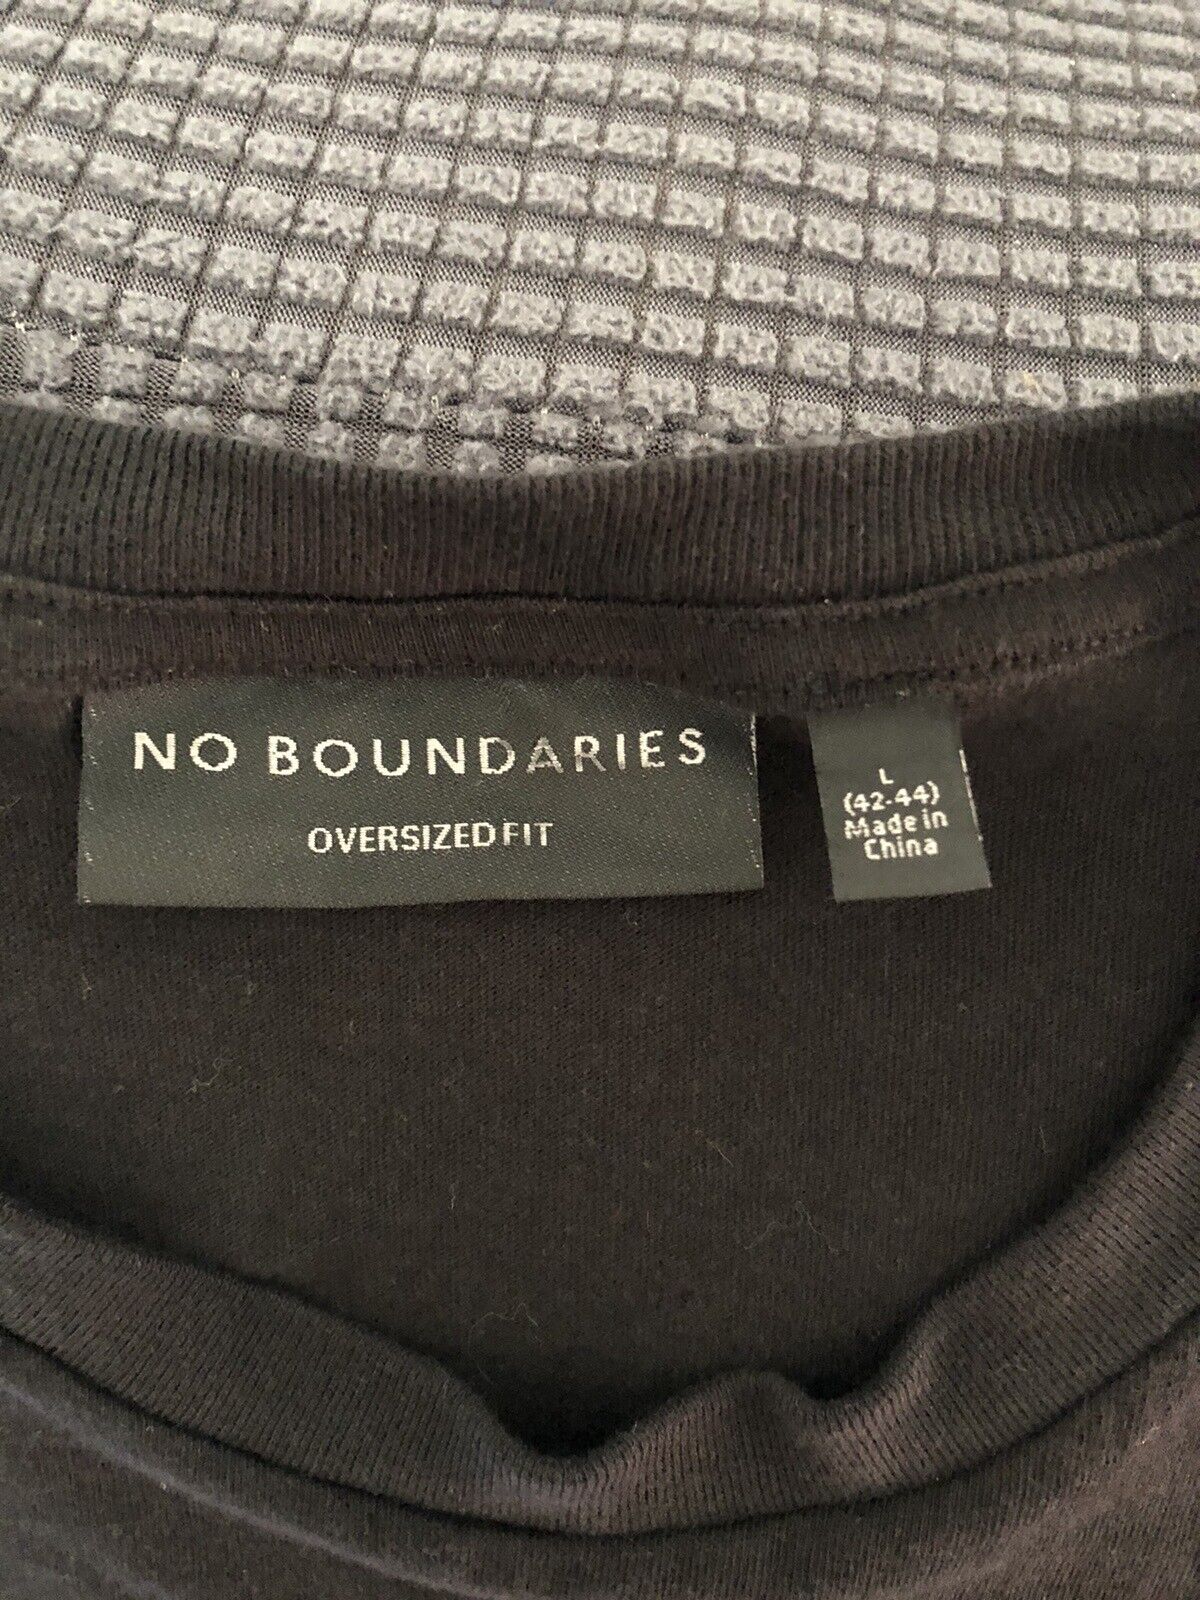 NO BOUNDARIES
OVERSIZED FIT
L
(42-44)
Made in
China